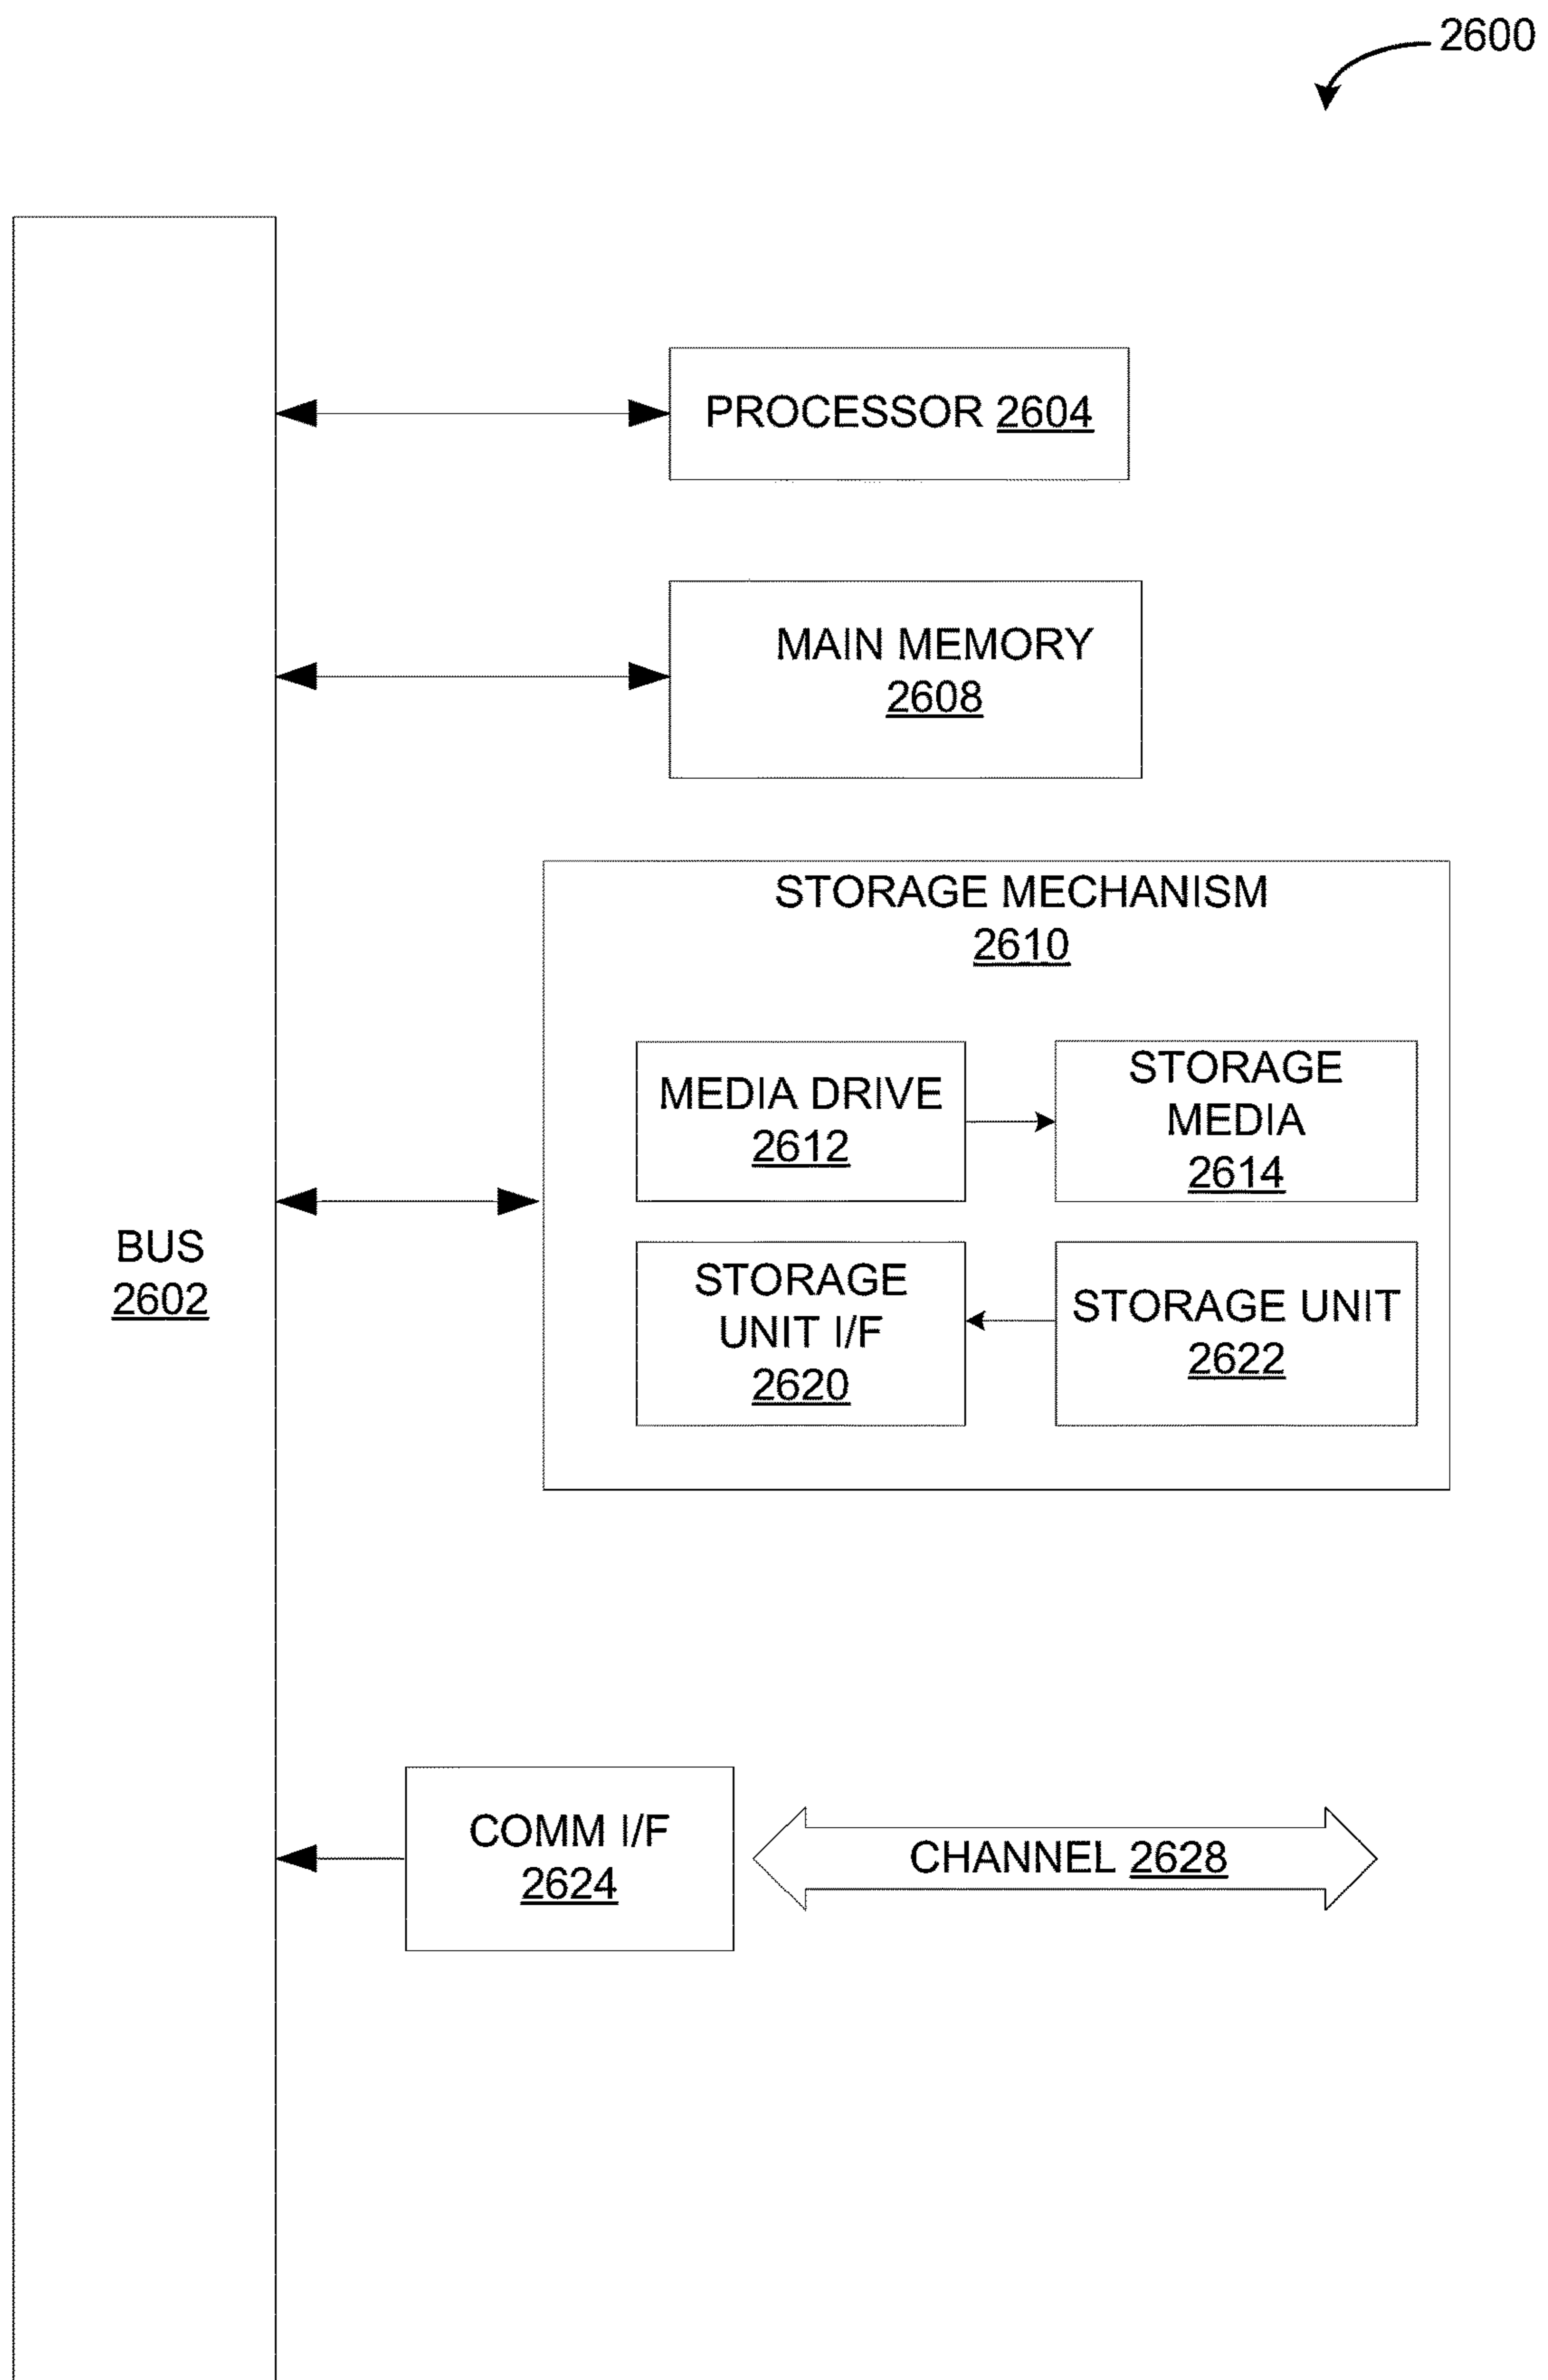 2600
PROCESSOR 2604
MAIN MEMORY
2608
STORAGE MECHANISM
2610
MEDIA DRIVE
2612
STORAGE
MEDIA
2614
BUS
2602
STORAGE
UNIT I/F
2620
STORAGE UNIT
2622
COMM I/F
2624
CHANNEL 2628